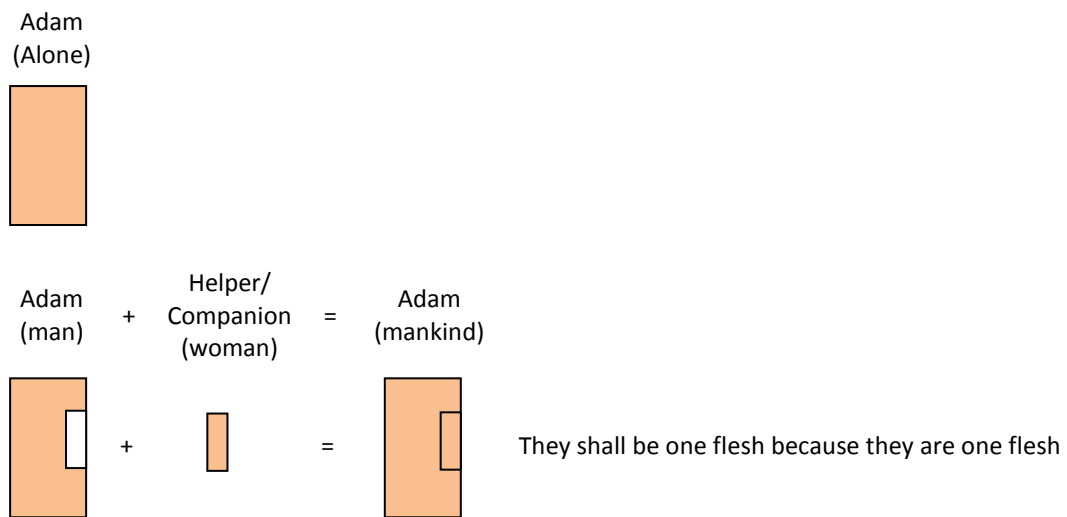 Adam
(Alone)
Adam
(man)
+
Helper/
Companion
(woman)
=
Adam
(mankind)
+
=
They shall be one flesh because they are one flesh